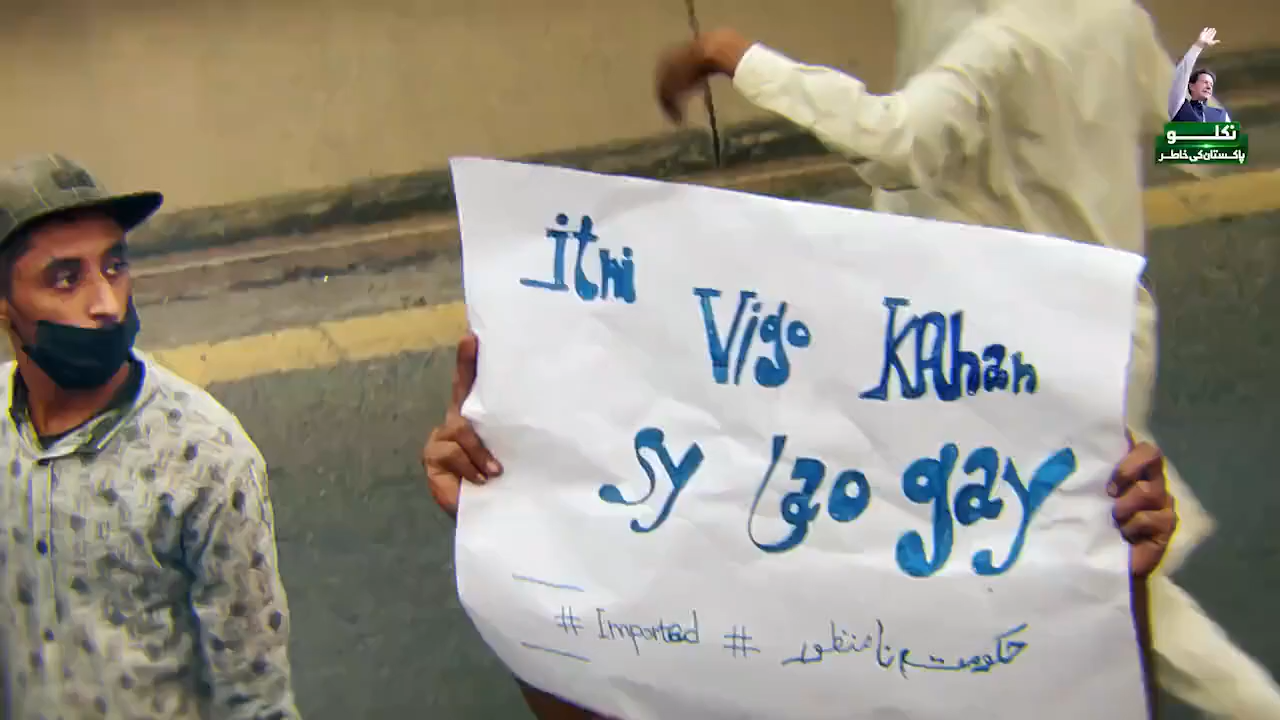 نکلو
پاکستان کی خاطر
itni
Vigo KAhan
sy lao gay
# Imported # حکومت نامنظور